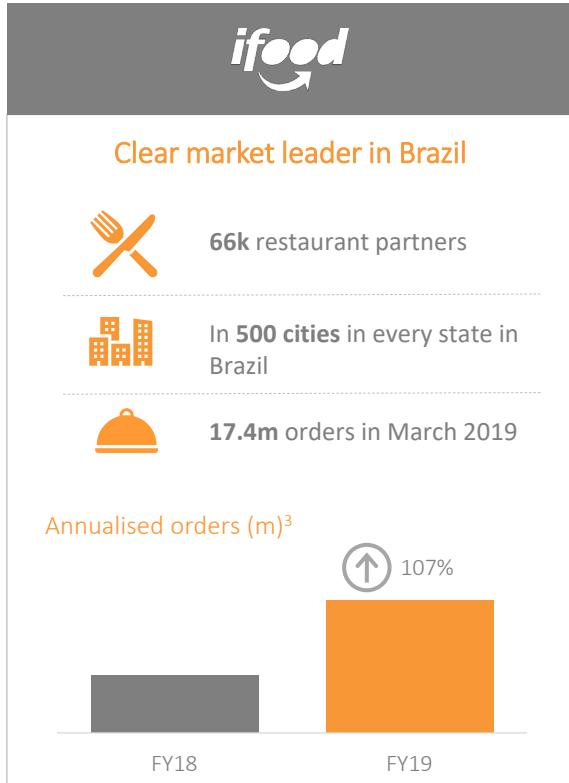 ifood
Clear market leader in Brazil
66k restaurant partners
In 500 cities in every state in
Brazil
17.4m orders in March 2019
Annualised orders (m)³
107%
FY18
FY19